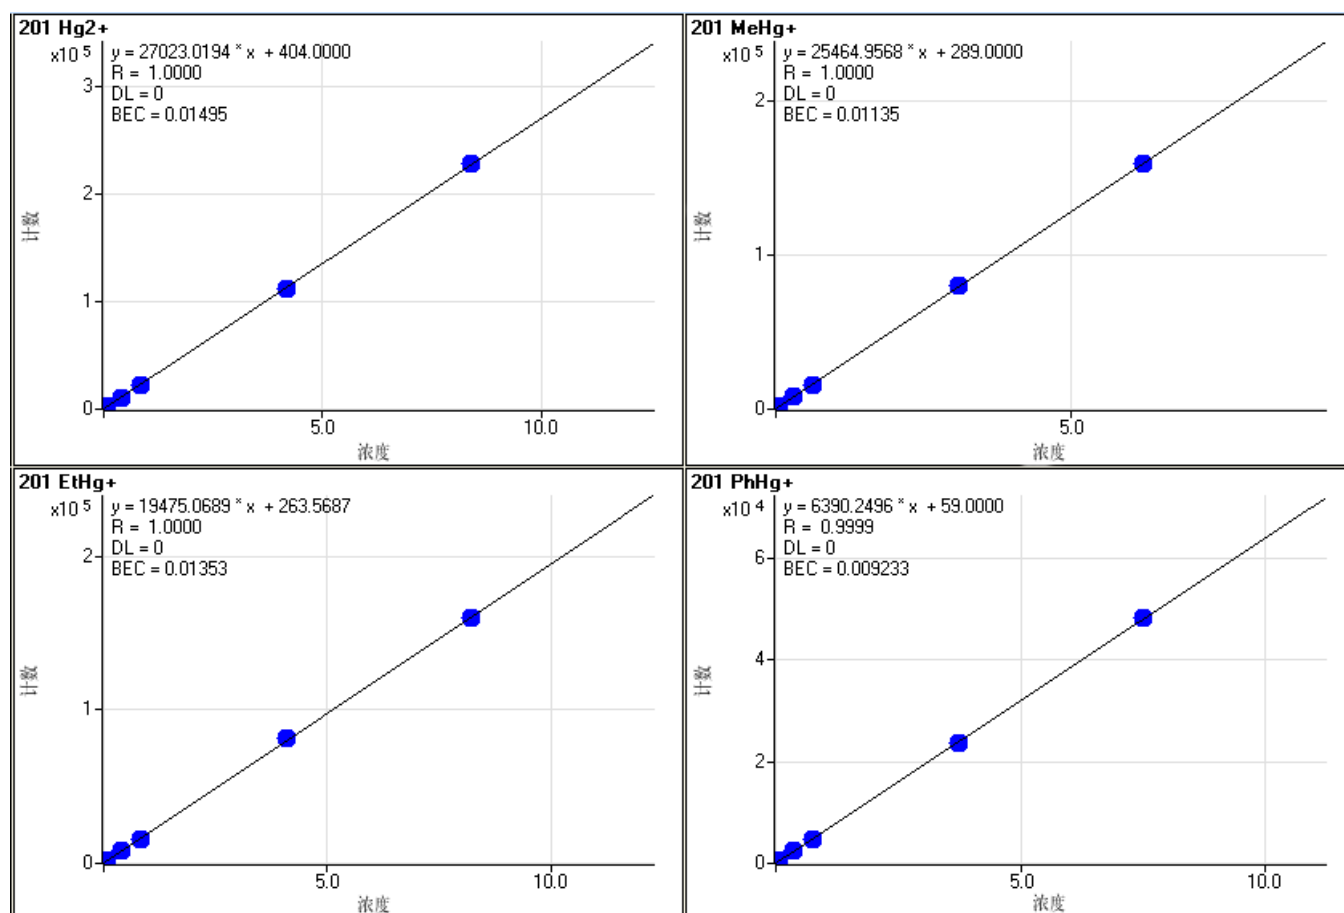 201 Hg2+
x10 5
y = 27023.0194 * x + 404.0000
R = 1.0000
DL = 0
BEC = 0.01495
3
2
1
0
5.0
10.0
计数
浓度
201 MeHg+
x10 5
y = 25464.9568 * x + 289.0000
R = 1.0000
DL = 0
BEC = 0.01135
2
1
0
5.0
计数
浓度
201 EtHg+
x10 5
y = 19475.0689 * x + 263.5687
R = 1.0000
DL = 0
BEC = 0.01353
2
1
0
5.0
10.0
计数
浓度
201 PhHg+
x10 4
y = 6390.2496 * x + 59.0000
R = 0.9999
DL = 0
BEC = 0.009233
6
4
2
0
5.0
10.0
计数
浓度